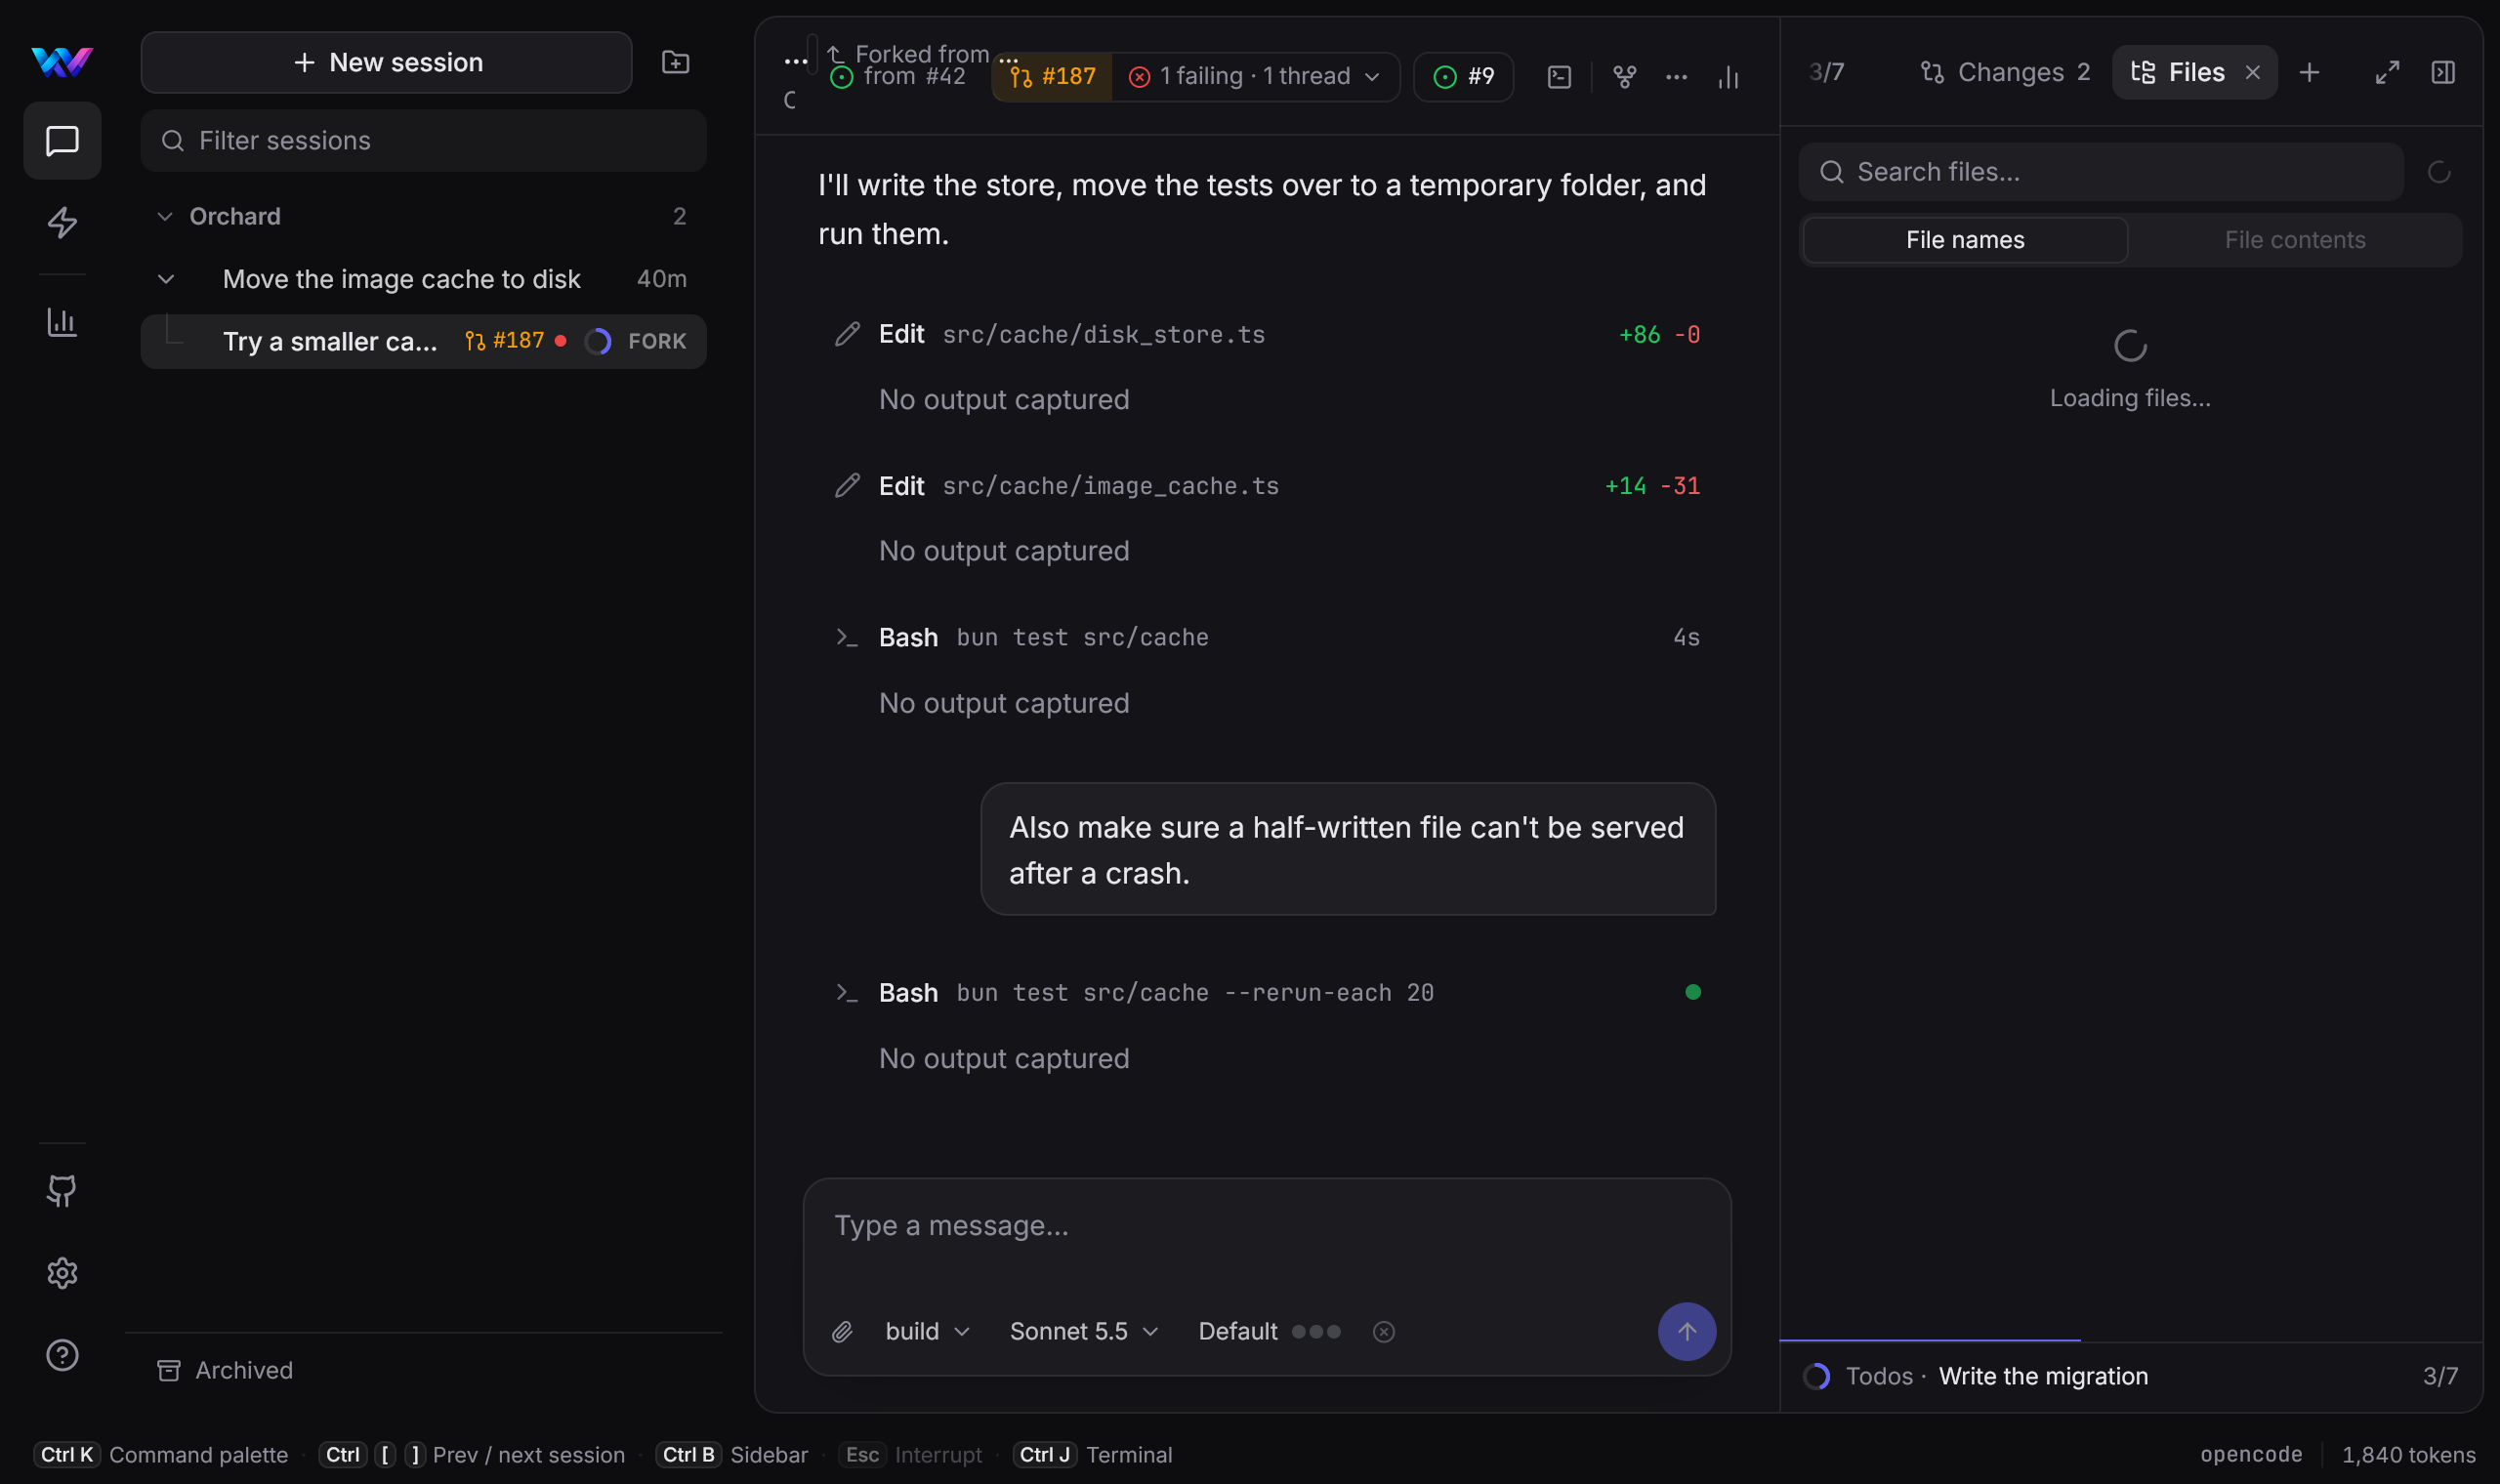 New session
Filter sessions
Orchard 2
Move the image cache to disk 40m
Try a smaller ca... #187 FORK
Archived
... Forked from ...
from #42 #187 1 failing · 1 thread #9
I'll write the store, move the tests over to a temporary folder, and
run them.
Edit src/cache/disk_store.ts +86 -0
No output captured
Edit src/cache/image_cache.ts +14 -31
No output captured
Bash bun test src/cache 4s
No output captured
Also make sure a half-written file can't be served
after a crash.
Bash bun test src/cache --rerun-each 20
No output captured
Type a message...
build Sonnet 5.5 Default
3/7 Changes 2 Files
Search files...
File names File contents
Loading files...
Todos · Write the migration 3/7
Ctrl K Command palette · Ctrl [ ] Prev / next session · Ctrl B Sidebar · Esc Interrupt · Ctrl J Terminal
opencode 1,840 tokens